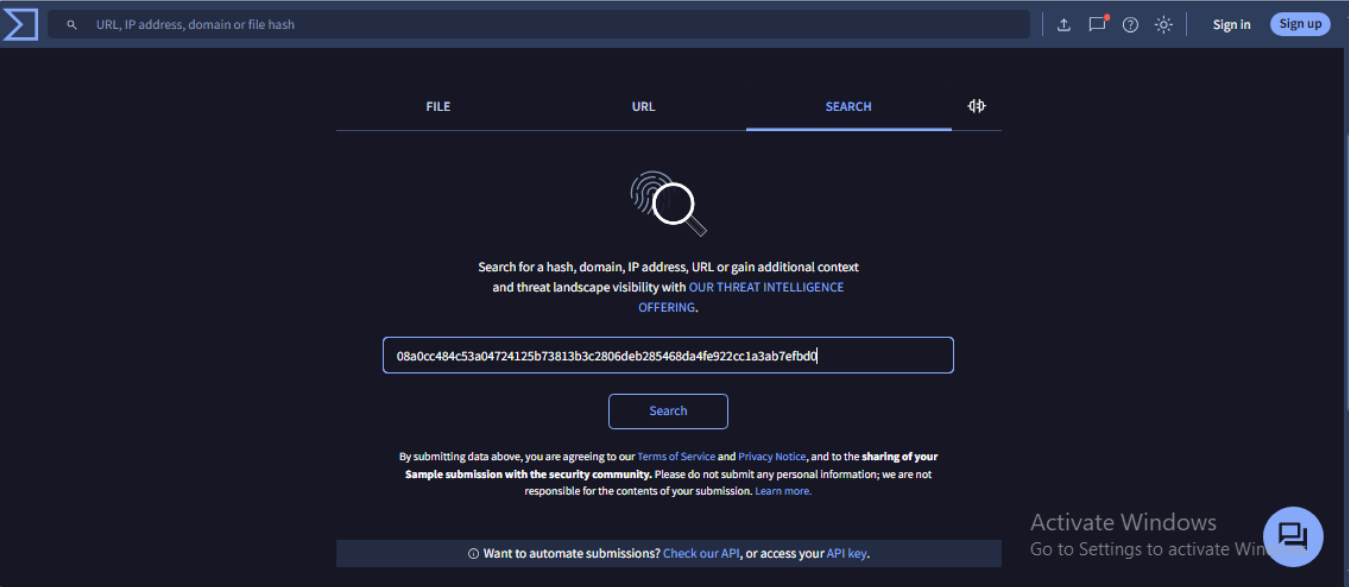 URL, IP address, domain or file hash
Sign in
Sign up
FILE
URL
SEARCH
Search for a hash, domain, IP address, URL or gain additional context
and threat landscape visibility with OUR THREAT INTELLIGENCE
OFFERING.
08a0cc484c53a04724125b73813b3c2806deb285468da4fe922cc1a3ab7efbd0
Search
By submitting data above, you are agreeing to our Terms of Service and Privacy Notice, and to the sharing of your
Sample submission with the security community. Please do not submit any personal information; we are not
responsible for the contents of your submission. Learn more.
Want to automate submissions? Check our API, or access your API key.
Activate Windows
Go to Settings to activate